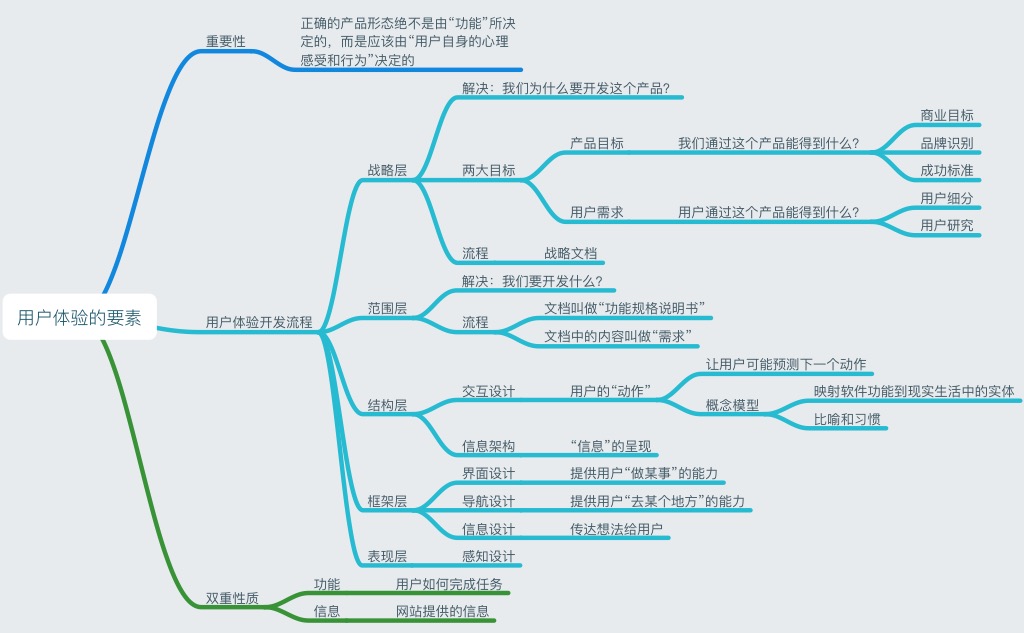 用户体验的要素
重要性
正确的产品形态绝不是由“功能”所决
定的，而是应该由“用户自身的心理
感受和行为”决定的
用户体验开发流程
战略层
解决：我们为什么要开发这个产品？
两大目标
产品目标
我们通过这个产品能得到什么？
商业目标
品牌识别
成功标准
用户需求
用户通过这个产品能得到什么？
用户细分
用户研究
流程
战略文档
范围层
解决：我们要开发什么？
流程
文档叫做“功能规格说明书”
文档中的内容叫做“需求”
结构层
交互设计
用户的“动作”
让用户可能预测下一个动作
概念模型
映射软件功能到现实生活中的实体
比喻和习惯
信息架构
“信息”的呈现
框架层
界面设计
提供用户“做某事”的能力
导航设计
提供用户“去某个地方”的能力
信息设计
传达想法给用户
表现层
感知设计
双重性质
功能
用户如何完成任务
信息
网站提供的信息